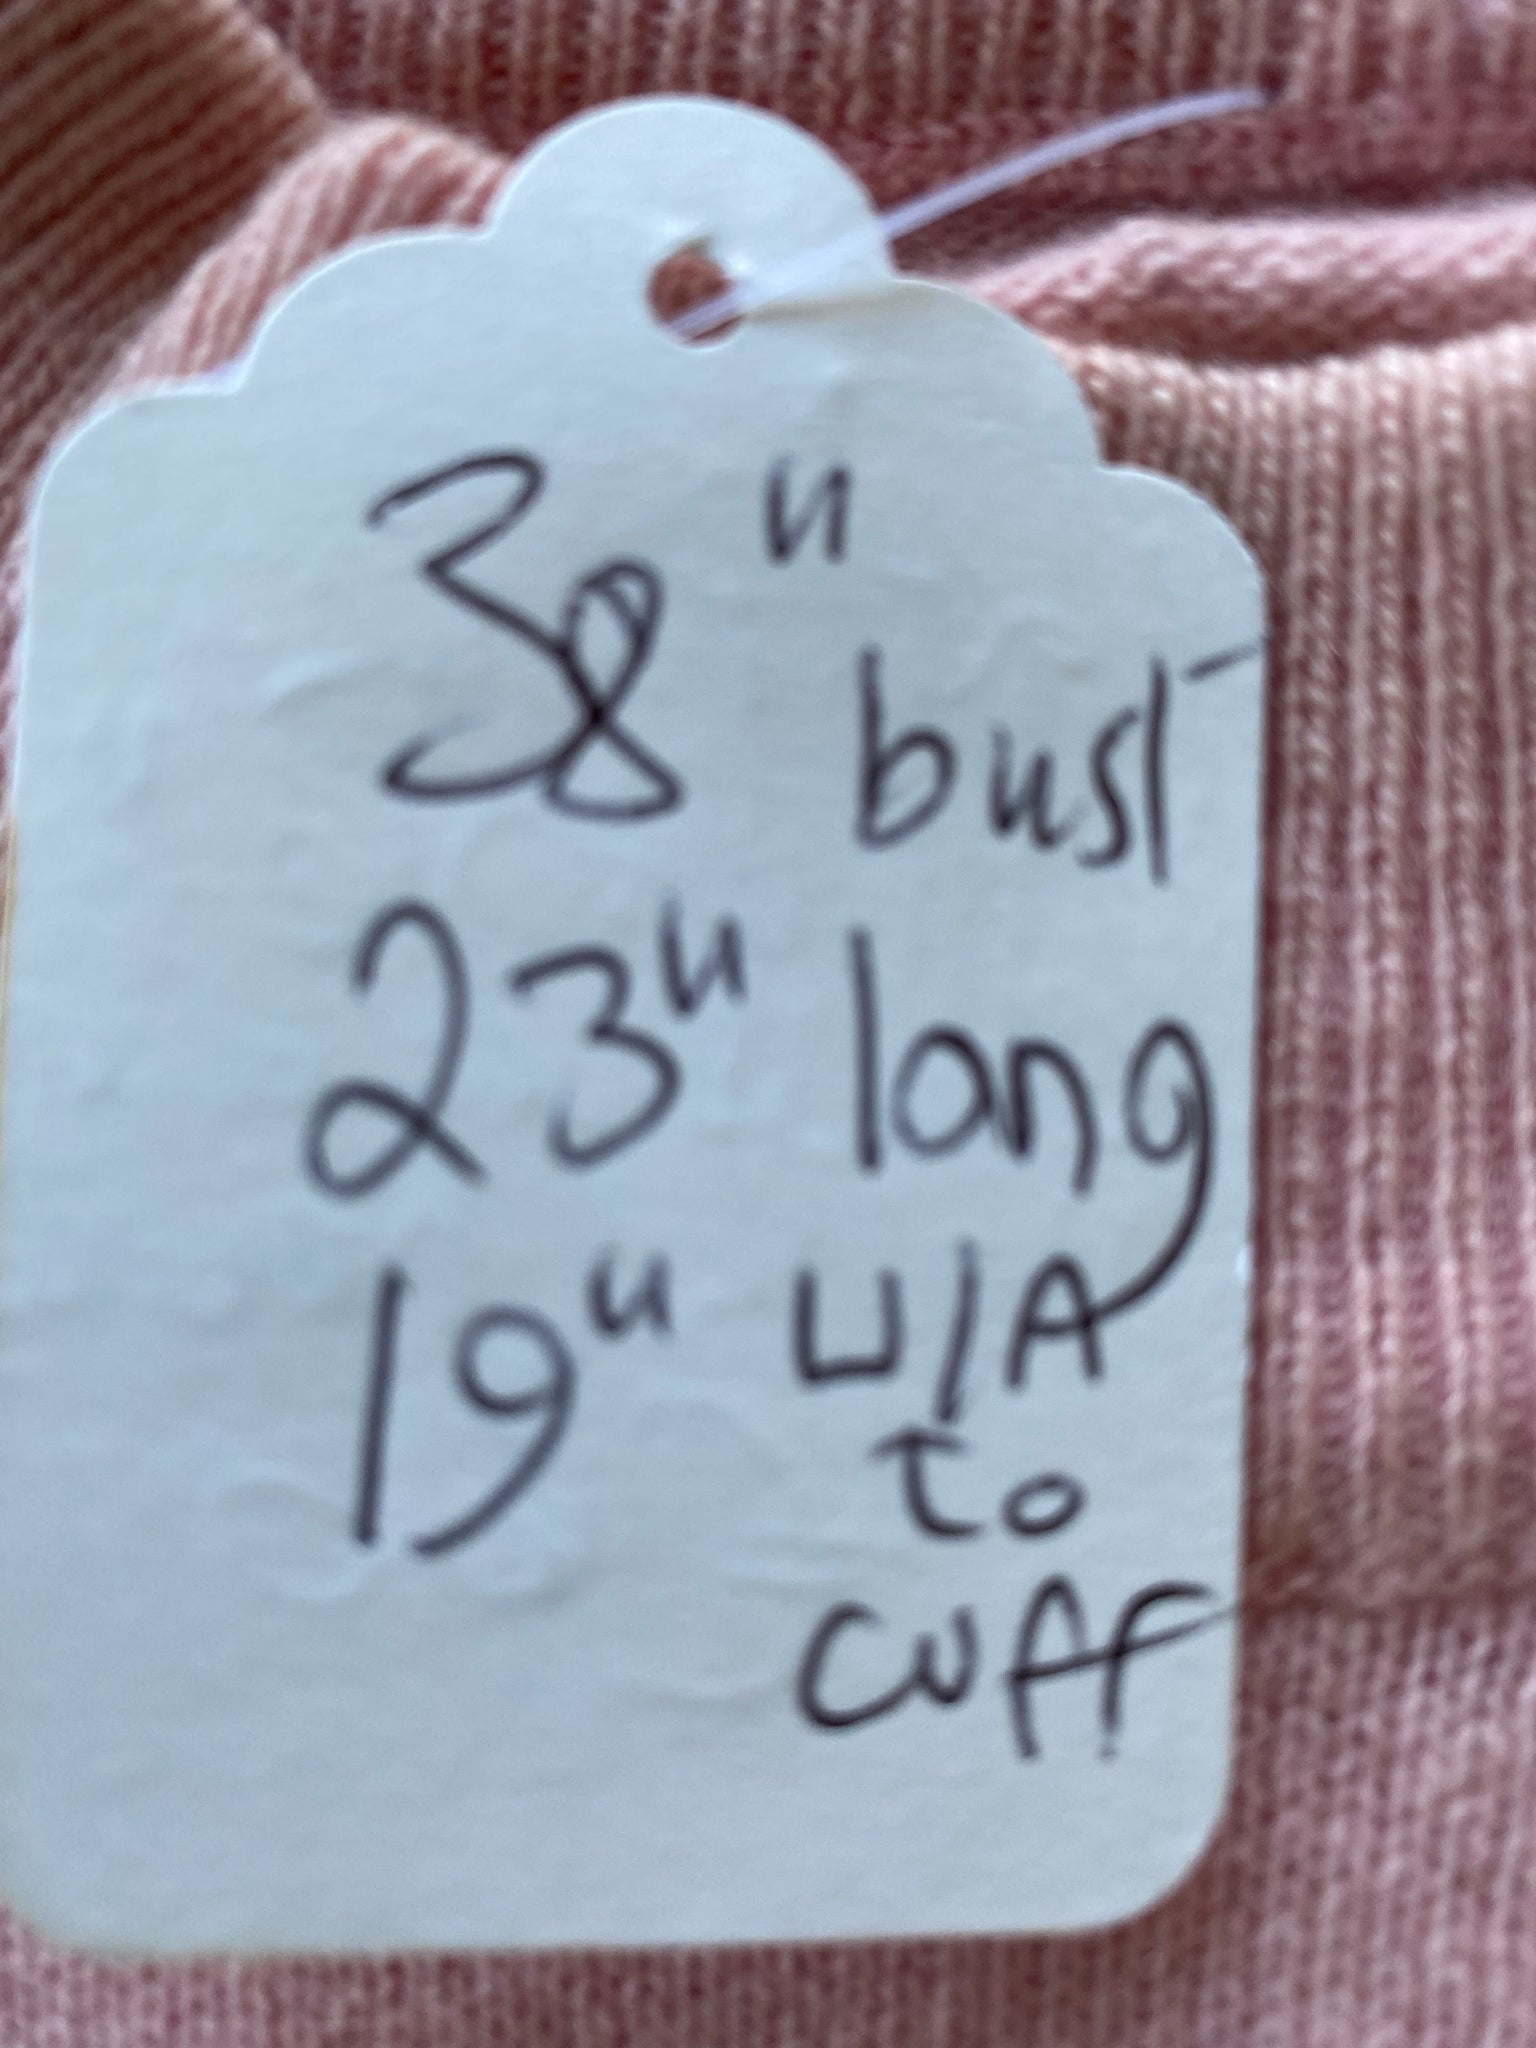 38" bust
23" long
19" U/A
to
cuff